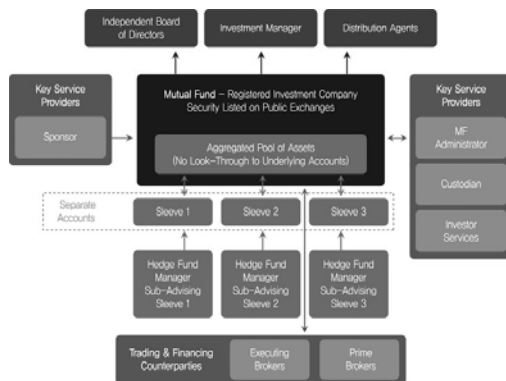 Independent Board
of Directors
Investment Manager
Distribution Agents
Key Service
Providers
Sponsor
Mutual Fund – Registered Investment Company
Security Listed on Public Exchanges
Aggregated Pool of Assets
(No Look-Through to Underlying Accounts)
Key Service
Providers
MF
Administrator
Custodian
Investor
Services
Separate
Accounts
Sleeve 1
Sleeve 2
Sleeve 3
Hedge Fund
Manager
Sub-Advising
Sleeve 1
Hedge Fund
Manager
Sub-Advising
Sleeve 2
Hedge Fund
Manager
Sub-Advising
Sleeve 3
Trading & Financing
Counterparties
Executing
Brokers
Prime
Brokers